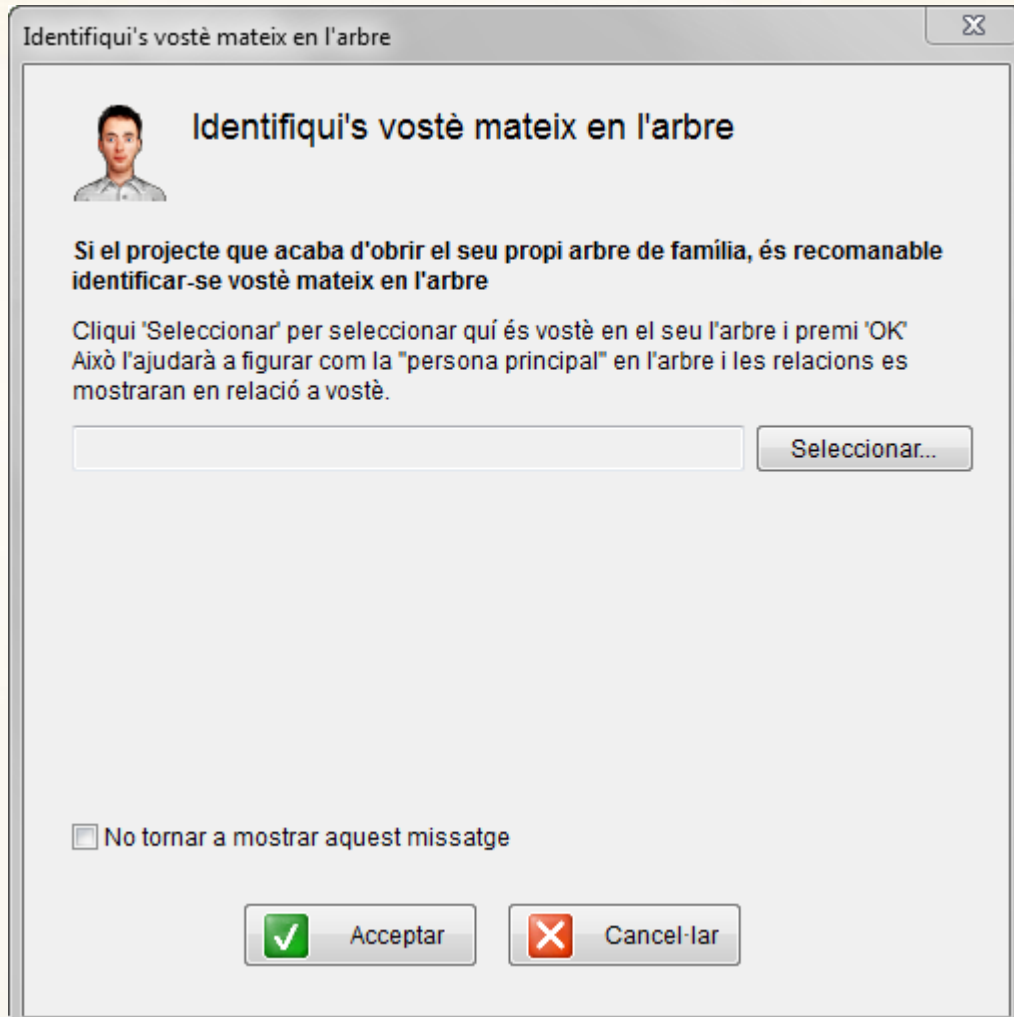 Identifiqui's vostè mateix en l'arbre
Identifiqui's vostè mateix en l'arbre
Si el projecte que acaba d'obrir el seu propi arbre de família, és recomanable
identificar-se vostè mateix en l'arbre
Cliqui 'Seleccionar' per seleccionar quí és vostè en el seu l'arbre i premi 'OK'
Això l'ajudarà a figurar com la "persona principal" en l'arbre i les relacions es
mostraran en relació a vostè.
Seleccionar...
No tornar a mostrar aquest missatge
Acceptar Cancel·lar